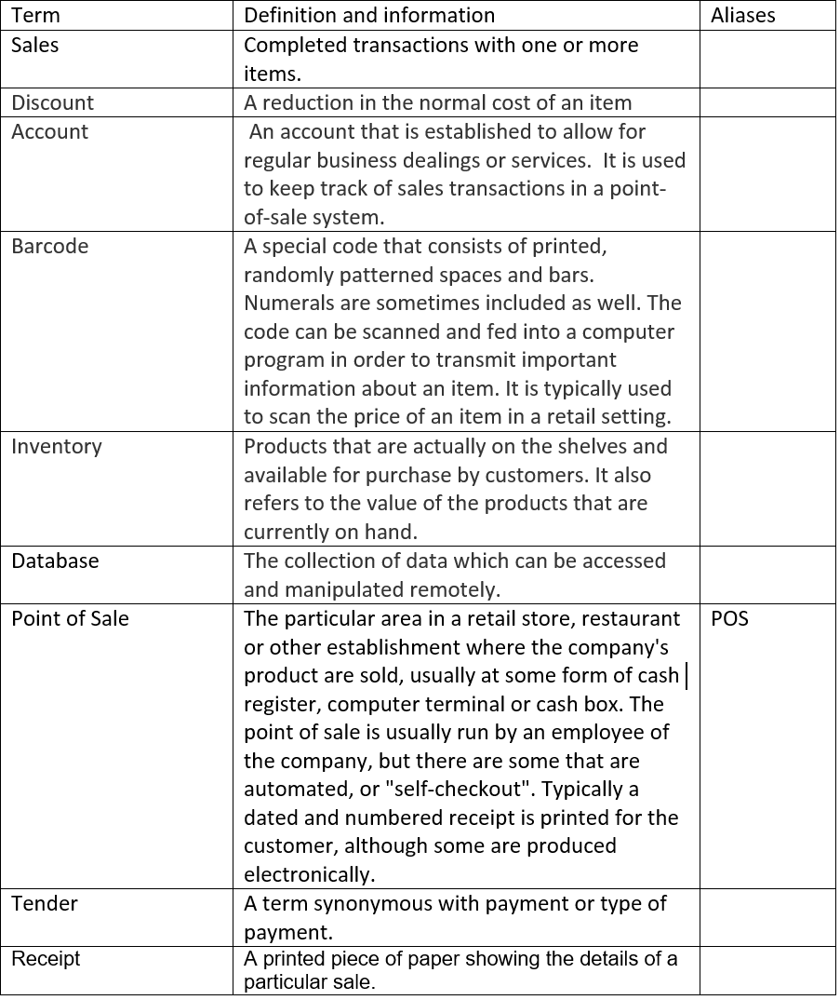 Term Definition and information Aliases
Sales Completed transactions with one or more
items.
Discount A reduction in the normal cost of an item
Account An account that is established to allow for
regular business dealings or services.  It is used
to keep track of sales transactions in a point-
of-sale system.
Barcode A special code that consists of printed,
randomly patterned spaces and bars.
Numerals are sometimes included as well. The
code can be scanned and fed into a computer
program in order to transmit important
information about an item. It is typically used
to scan the price of an item in a retail setting.
Inventory Products that are actually on the shelves and
available for purchase by customers. It also
refers to the value of the products that are
currently on hand.
Database The collection of data which can be accessed
and manipulated remotely.
Point of Sale The particular area in a retail store, restaurant POS
or other establishment where the company's
product are sold, usually at some form of cash
register, computer terminal or cash box. The
point of sale is usually run by an employee of
the company, but there are some that are
automated, or "self-checkout". Typically a
dated and numbered receipt is printed for the
customer, although some are produced
electronically.
Tender A term synonymous with payment or type of
payment.
Receipt A printed piece of paper showing the details of a
particular sale.